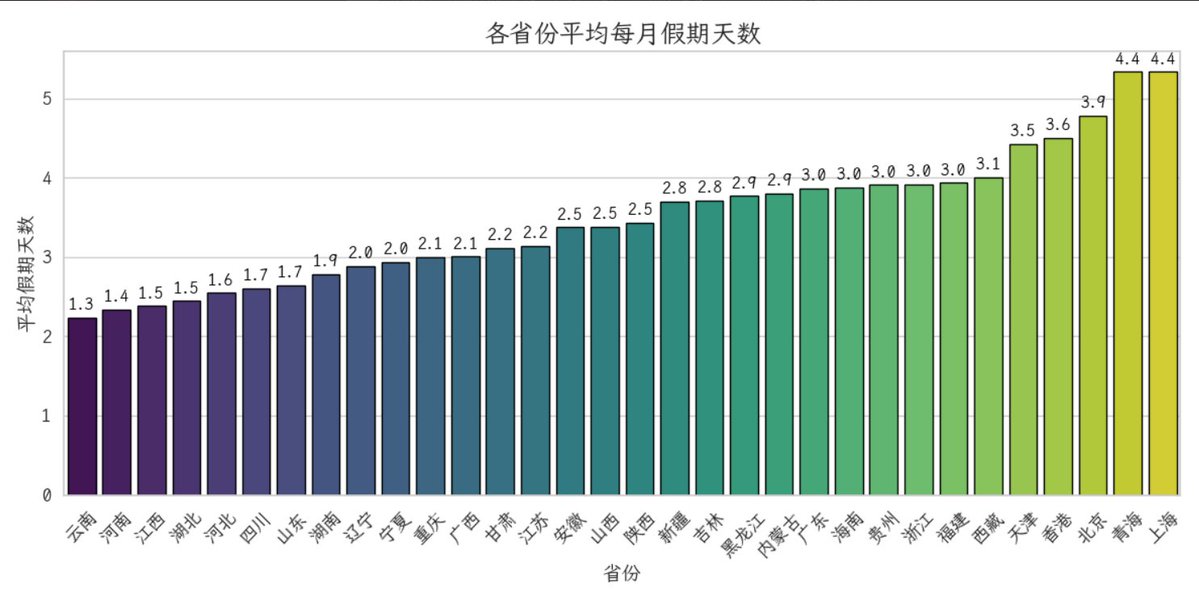 各省份平均每月假期天数
平均假期天数
5
4
3
2
1
0
1.3 1.4 1.5 1.5 1.6 1.7 1.7 1.9 2.0 2.0 2.1 2.1 2.2 2.2 2.5 2.5 2.5 2.8 2.8 2.9 2.9 3.0 3.0 3.0 3.0 3.0 3.1 3.5 3.6 3.9 4.4 4.4
云南 河南 江西 湖北 河北 四川 山东 湖南 辽宁 宁夏 重庆 广西 甘肃 江苏 安徽 山西 陕西 新疆 吉林 黑龙江 内蒙古 广东 海南 贵州 浙江 福建 西藏 天津 香港 北京 青海 上海
省份